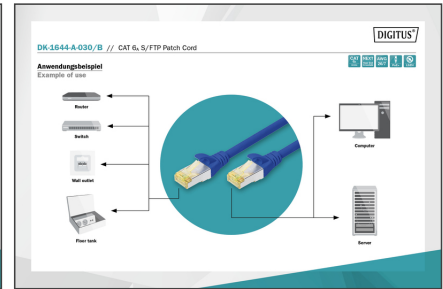 DIGITUS®
DK-1644-A-030/B // CAT 6A S/FTP Patch Cord
Anwendungsbeispiel
Example of use
Router
Switch
Wall outlet
Floor tank
Computer
Server